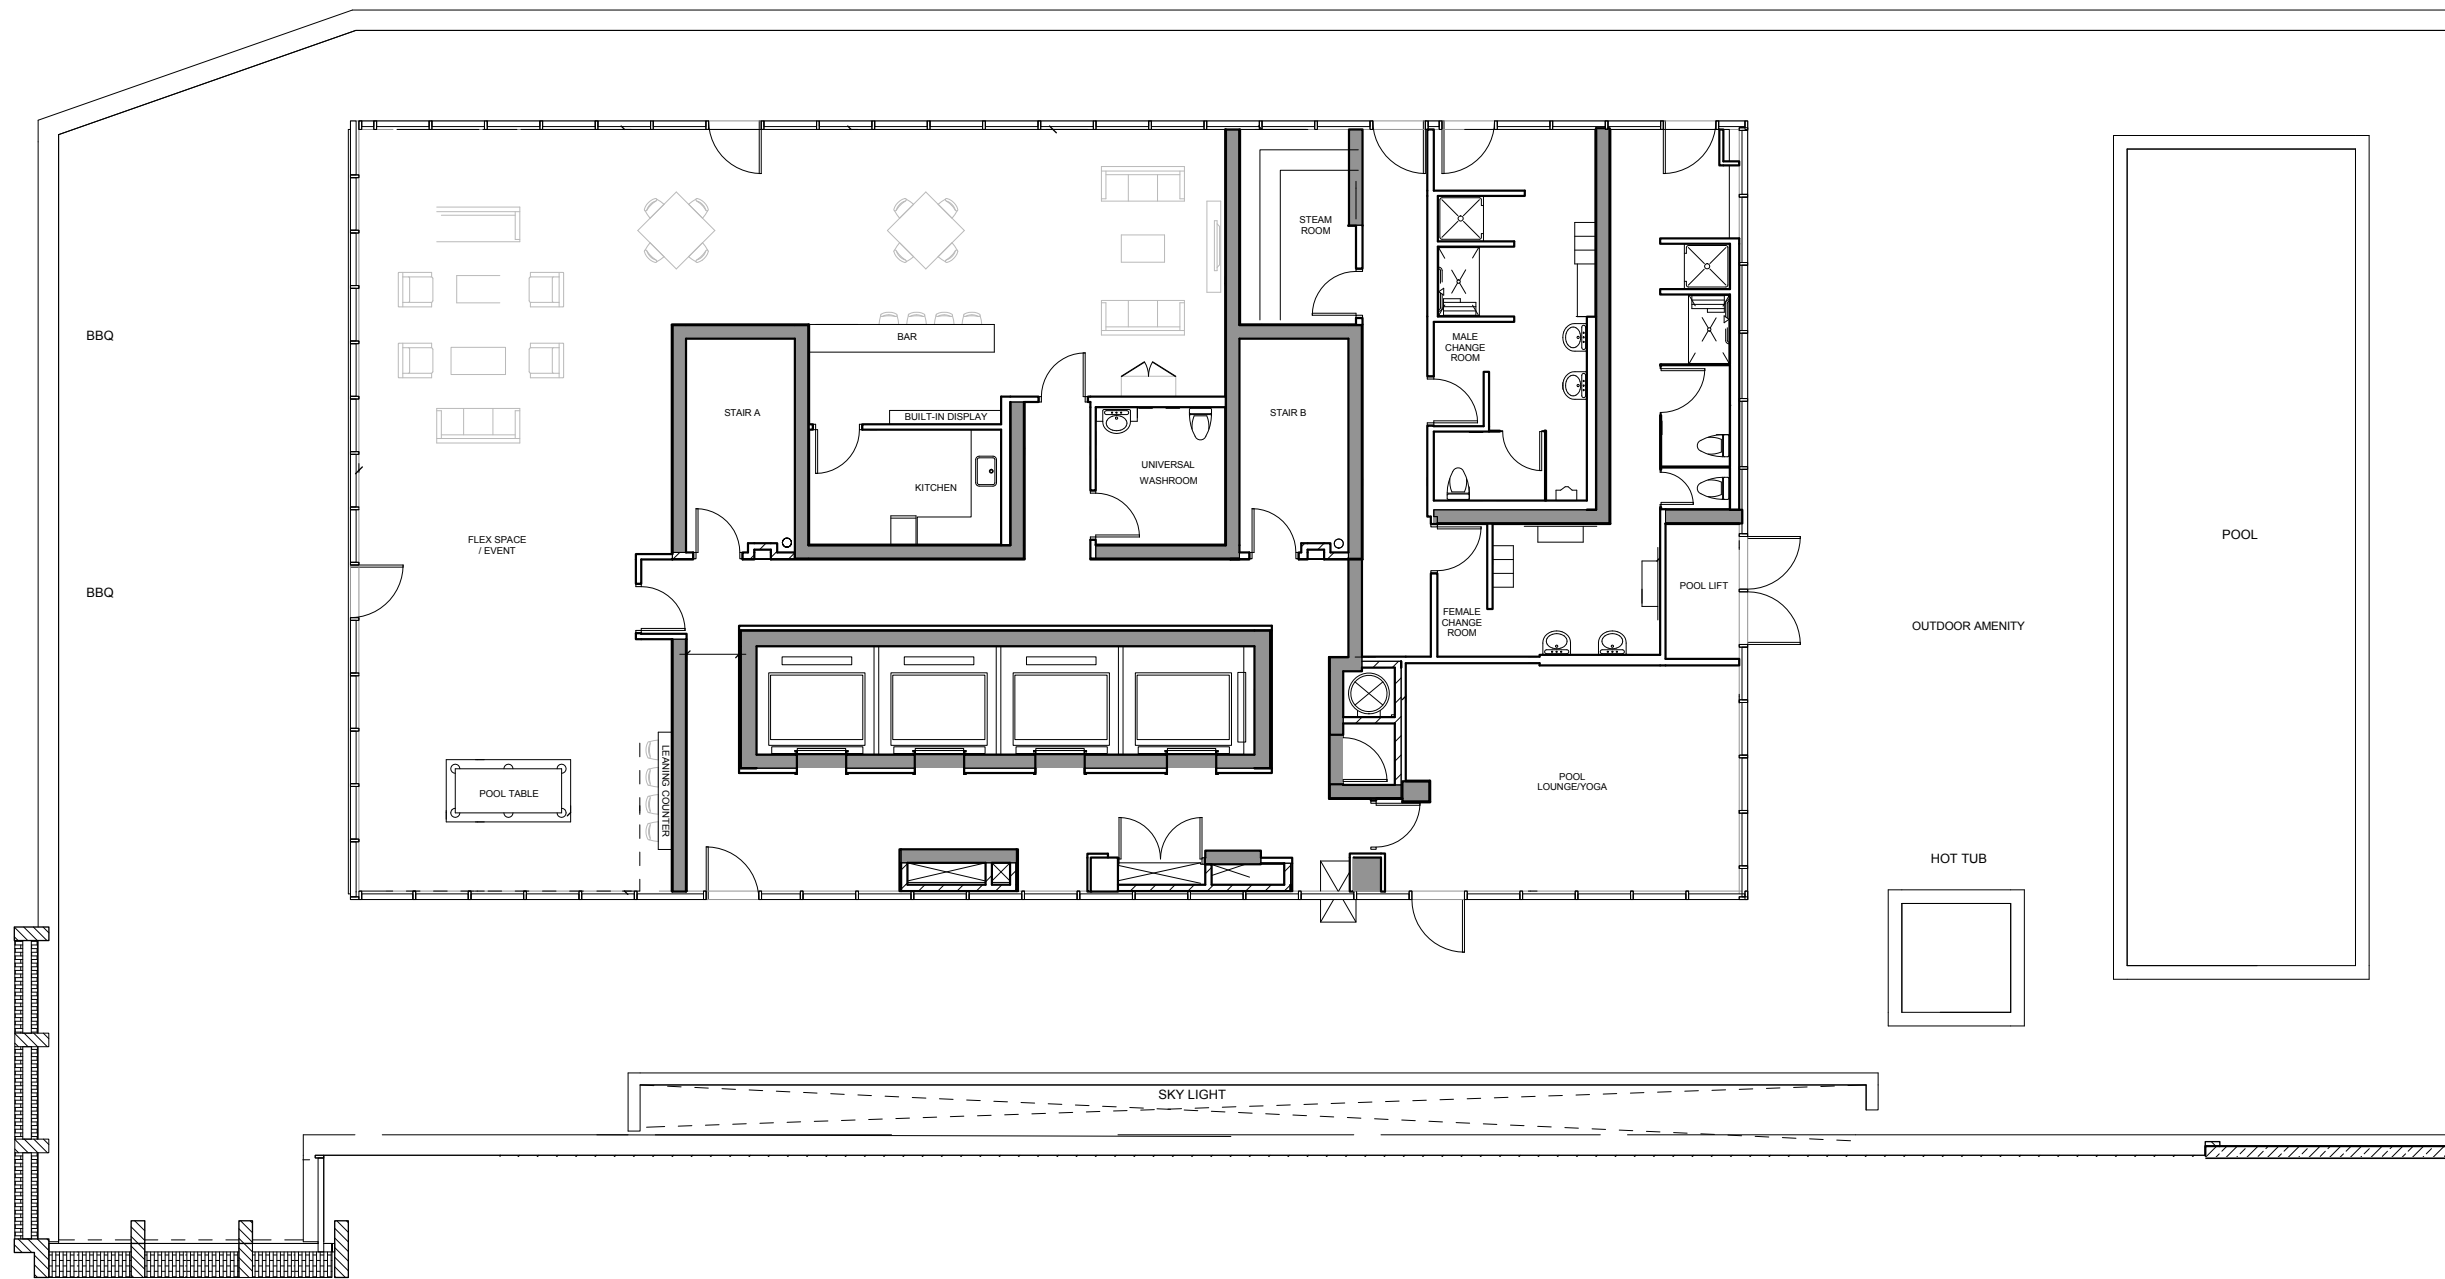 STEAM
ROOM
BBQ
BAR
MALE
CHANGE
ROOM
STAIR A
BUILT-IN DISPLAY
STAIR B
UNIVERSAL
WASHROOM
KITCHEN
FLEX SPACE
/ EVENT
POOL
BBQ
POOL LIFT
FEMALE
CHANGE
ROOM
OUTDOOR AMENITY
POOL TABLE
LEANING COUNTER
POOL
LOUNGE/YOGA
HOT TUB
SKY LIGHT